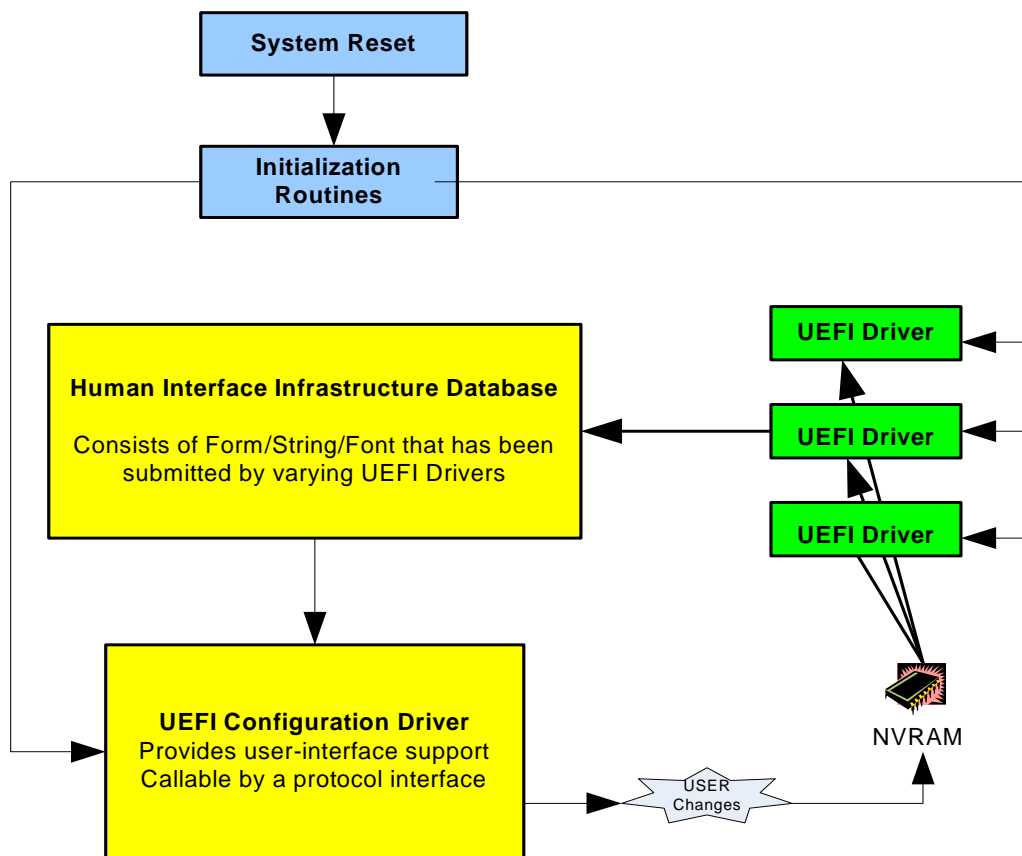 System Reset
Initialization
Routines
UEFI Driver
Human Interface Infrastructure Database
Consists of Form/String/Font that has been
submitted by varying UEFI Drivers
UEFI Driver
UEFI Driver
UEFI Configuration Driver
Provides user-interface support
Callable by a protocol interface
NVRAM
USER
Changes